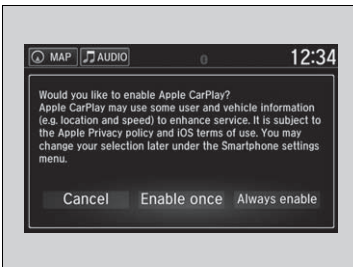 MAP AUDIO 0 12:34
Would you like to enable Apple CarPlay?
Apple CarPlay may use some user and vehicle information
(e.g. location and speed) to enhance service. It is subject to
the Apple Privacy policy and iOS terms of use. You may
change your selection later under the Smartphone settings
menu.
Cancel Enable once Always enable